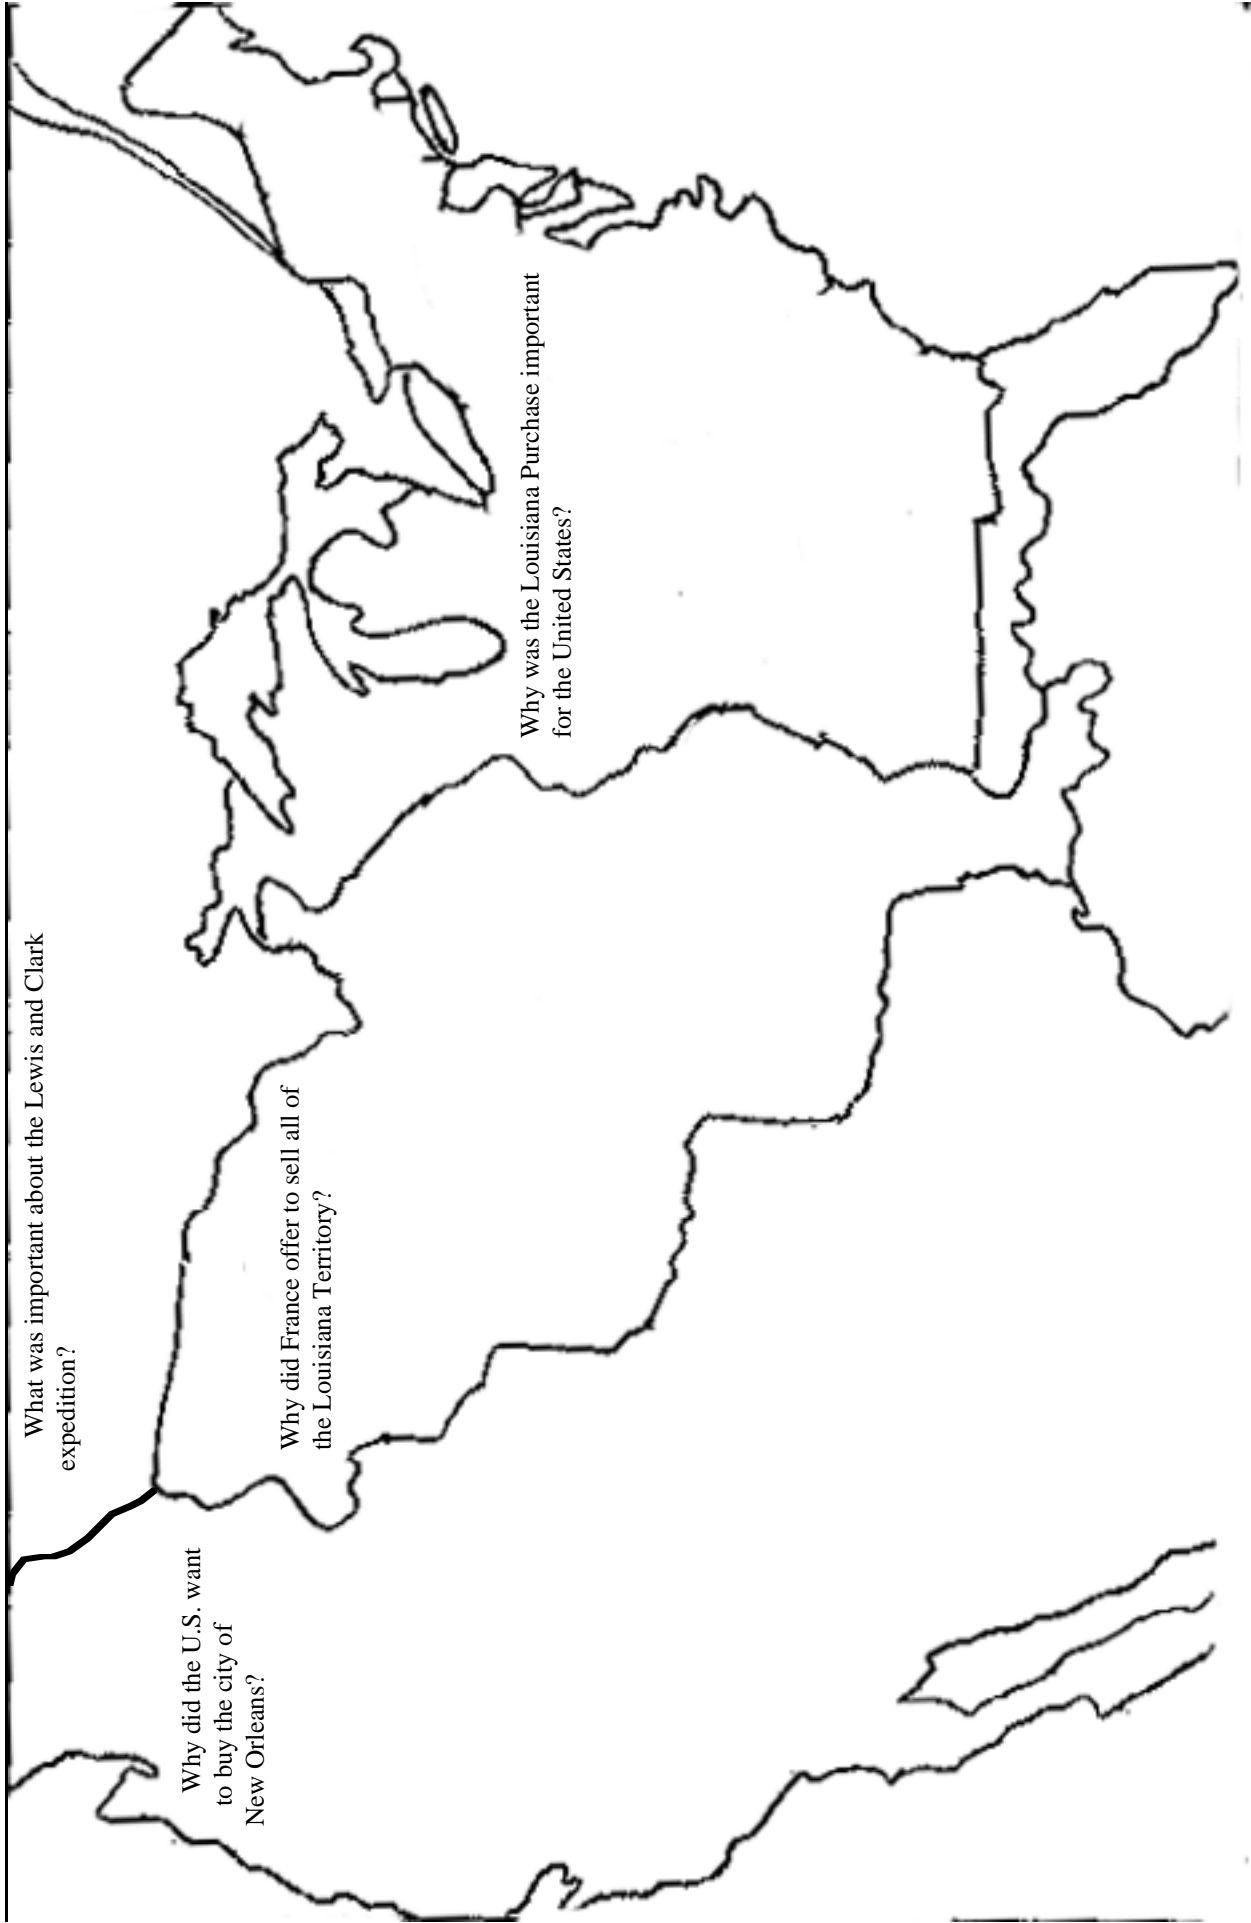 What was important about the Lewis and Clark
expedition?
Why did the U.S. want
to buy the city of
New Orleans?
Why did France offer to sell all of
the Louisiana Territory?
Why was the Louisiana Purchase important
for the United States?